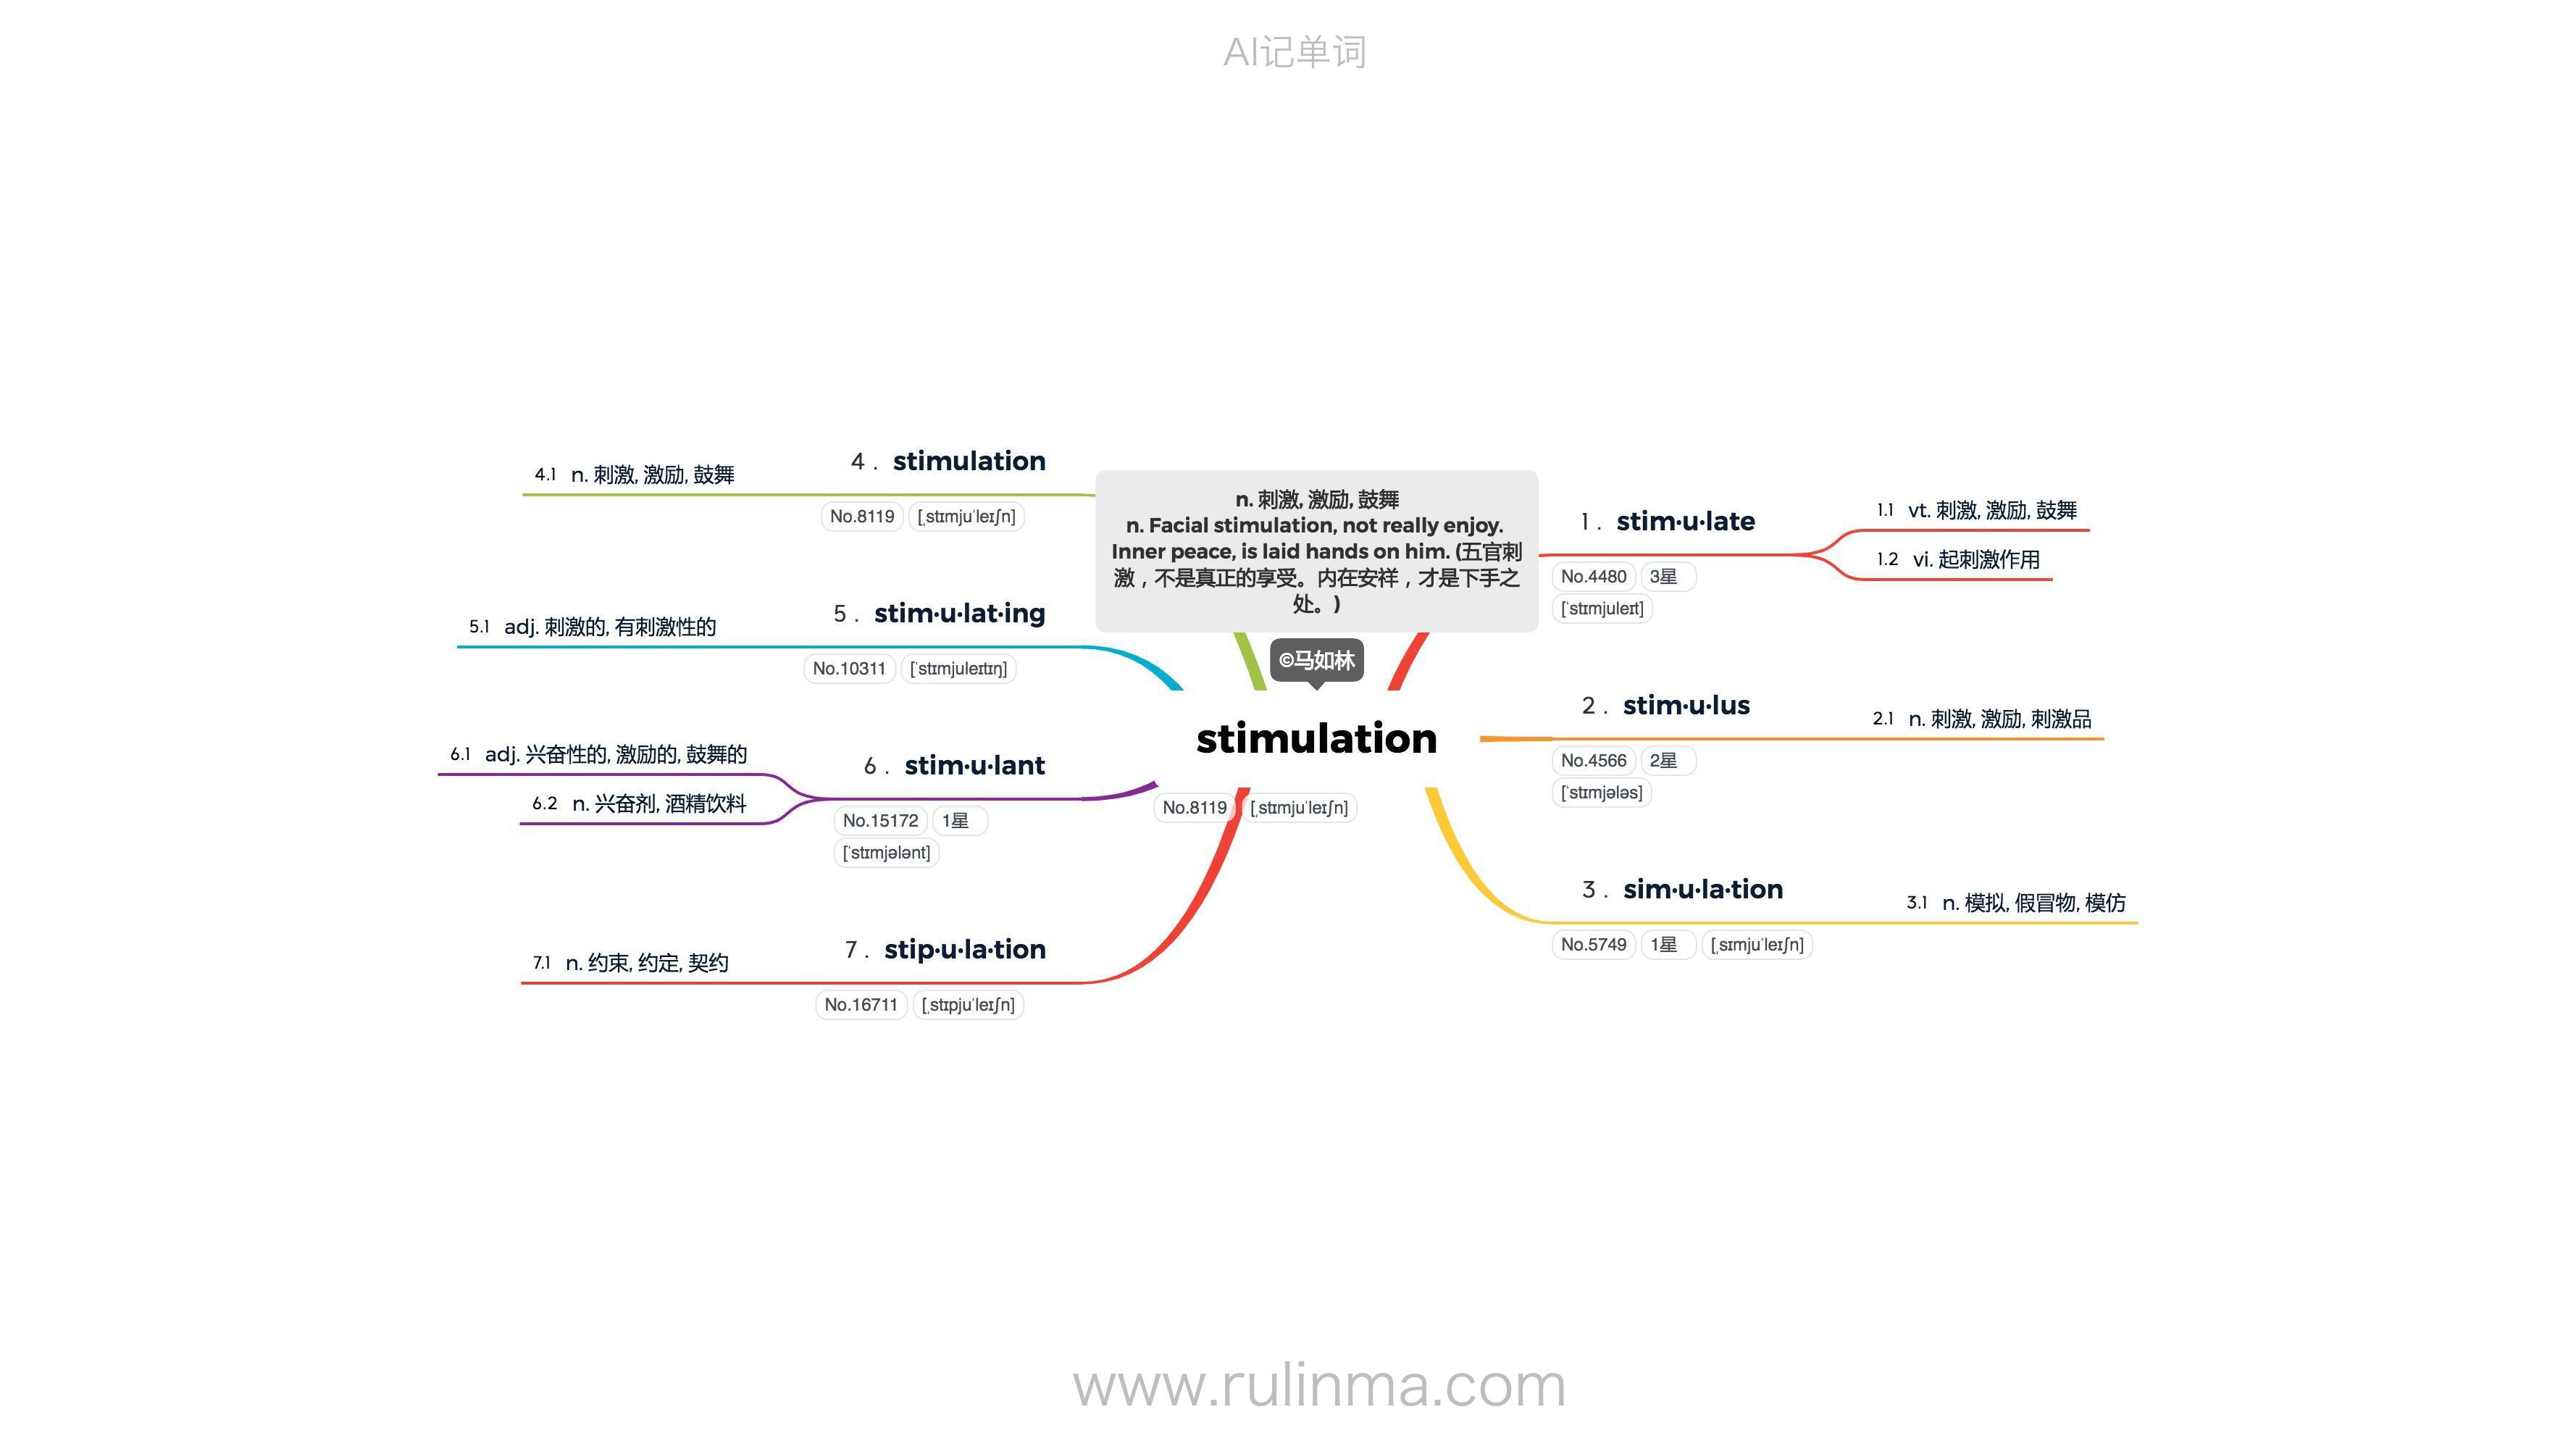 AI记单词
n. 刺激, 激励, 鼓舞
n. Facial stimulation, not really enjoy.
Inner peace, is laid hands on him. (五官刺
激，不是真正的享受。内在安祥，才是下手之
处。)
©马如林
stimulation
No.8119 [ˌstɪmjuˈleɪʃn]
1 . stim·u·late
No.4480 3星
[ˈstɪmjuleɪt]
1.1 vt. 刺激, 激励, 鼓舞
1.2 vi. 起刺激作用
2 . stim·u·lus
No.4566 2星
[ˈstɪmjələs]
2.1 n. 刺激, 激励, 刺激品
3 . sim·u·la·tion
No.5749 1星 [ˌsɪmjuˈleɪʃn]
3.1 n. 模拟, 假冒物, 模仿
4 . stimulation
No.8119 [ˌstɪmjuˈleɪʃn]
4.1 n. 刺激, 激励, 鼓舞
5 . stim·u·lat·ing
No.10311 [ˈstɪmjuleɪtɪŋ]
5.1 adj. 刺激的, 有刺激性的
6 . stim·u·lant
No.15172 1星
[ˈstɪmjələnt]
6.1 adj. 兴奋性的, 激励的, 鼓舞的
6.2 n. 兴奋剂, 酒精饮料
7 . stip·u·la·tion
No.16711 [ˌstɪpjuˈleɪʃn]
7.1 n. 约束, 约定, 契约
www.rulinma.com